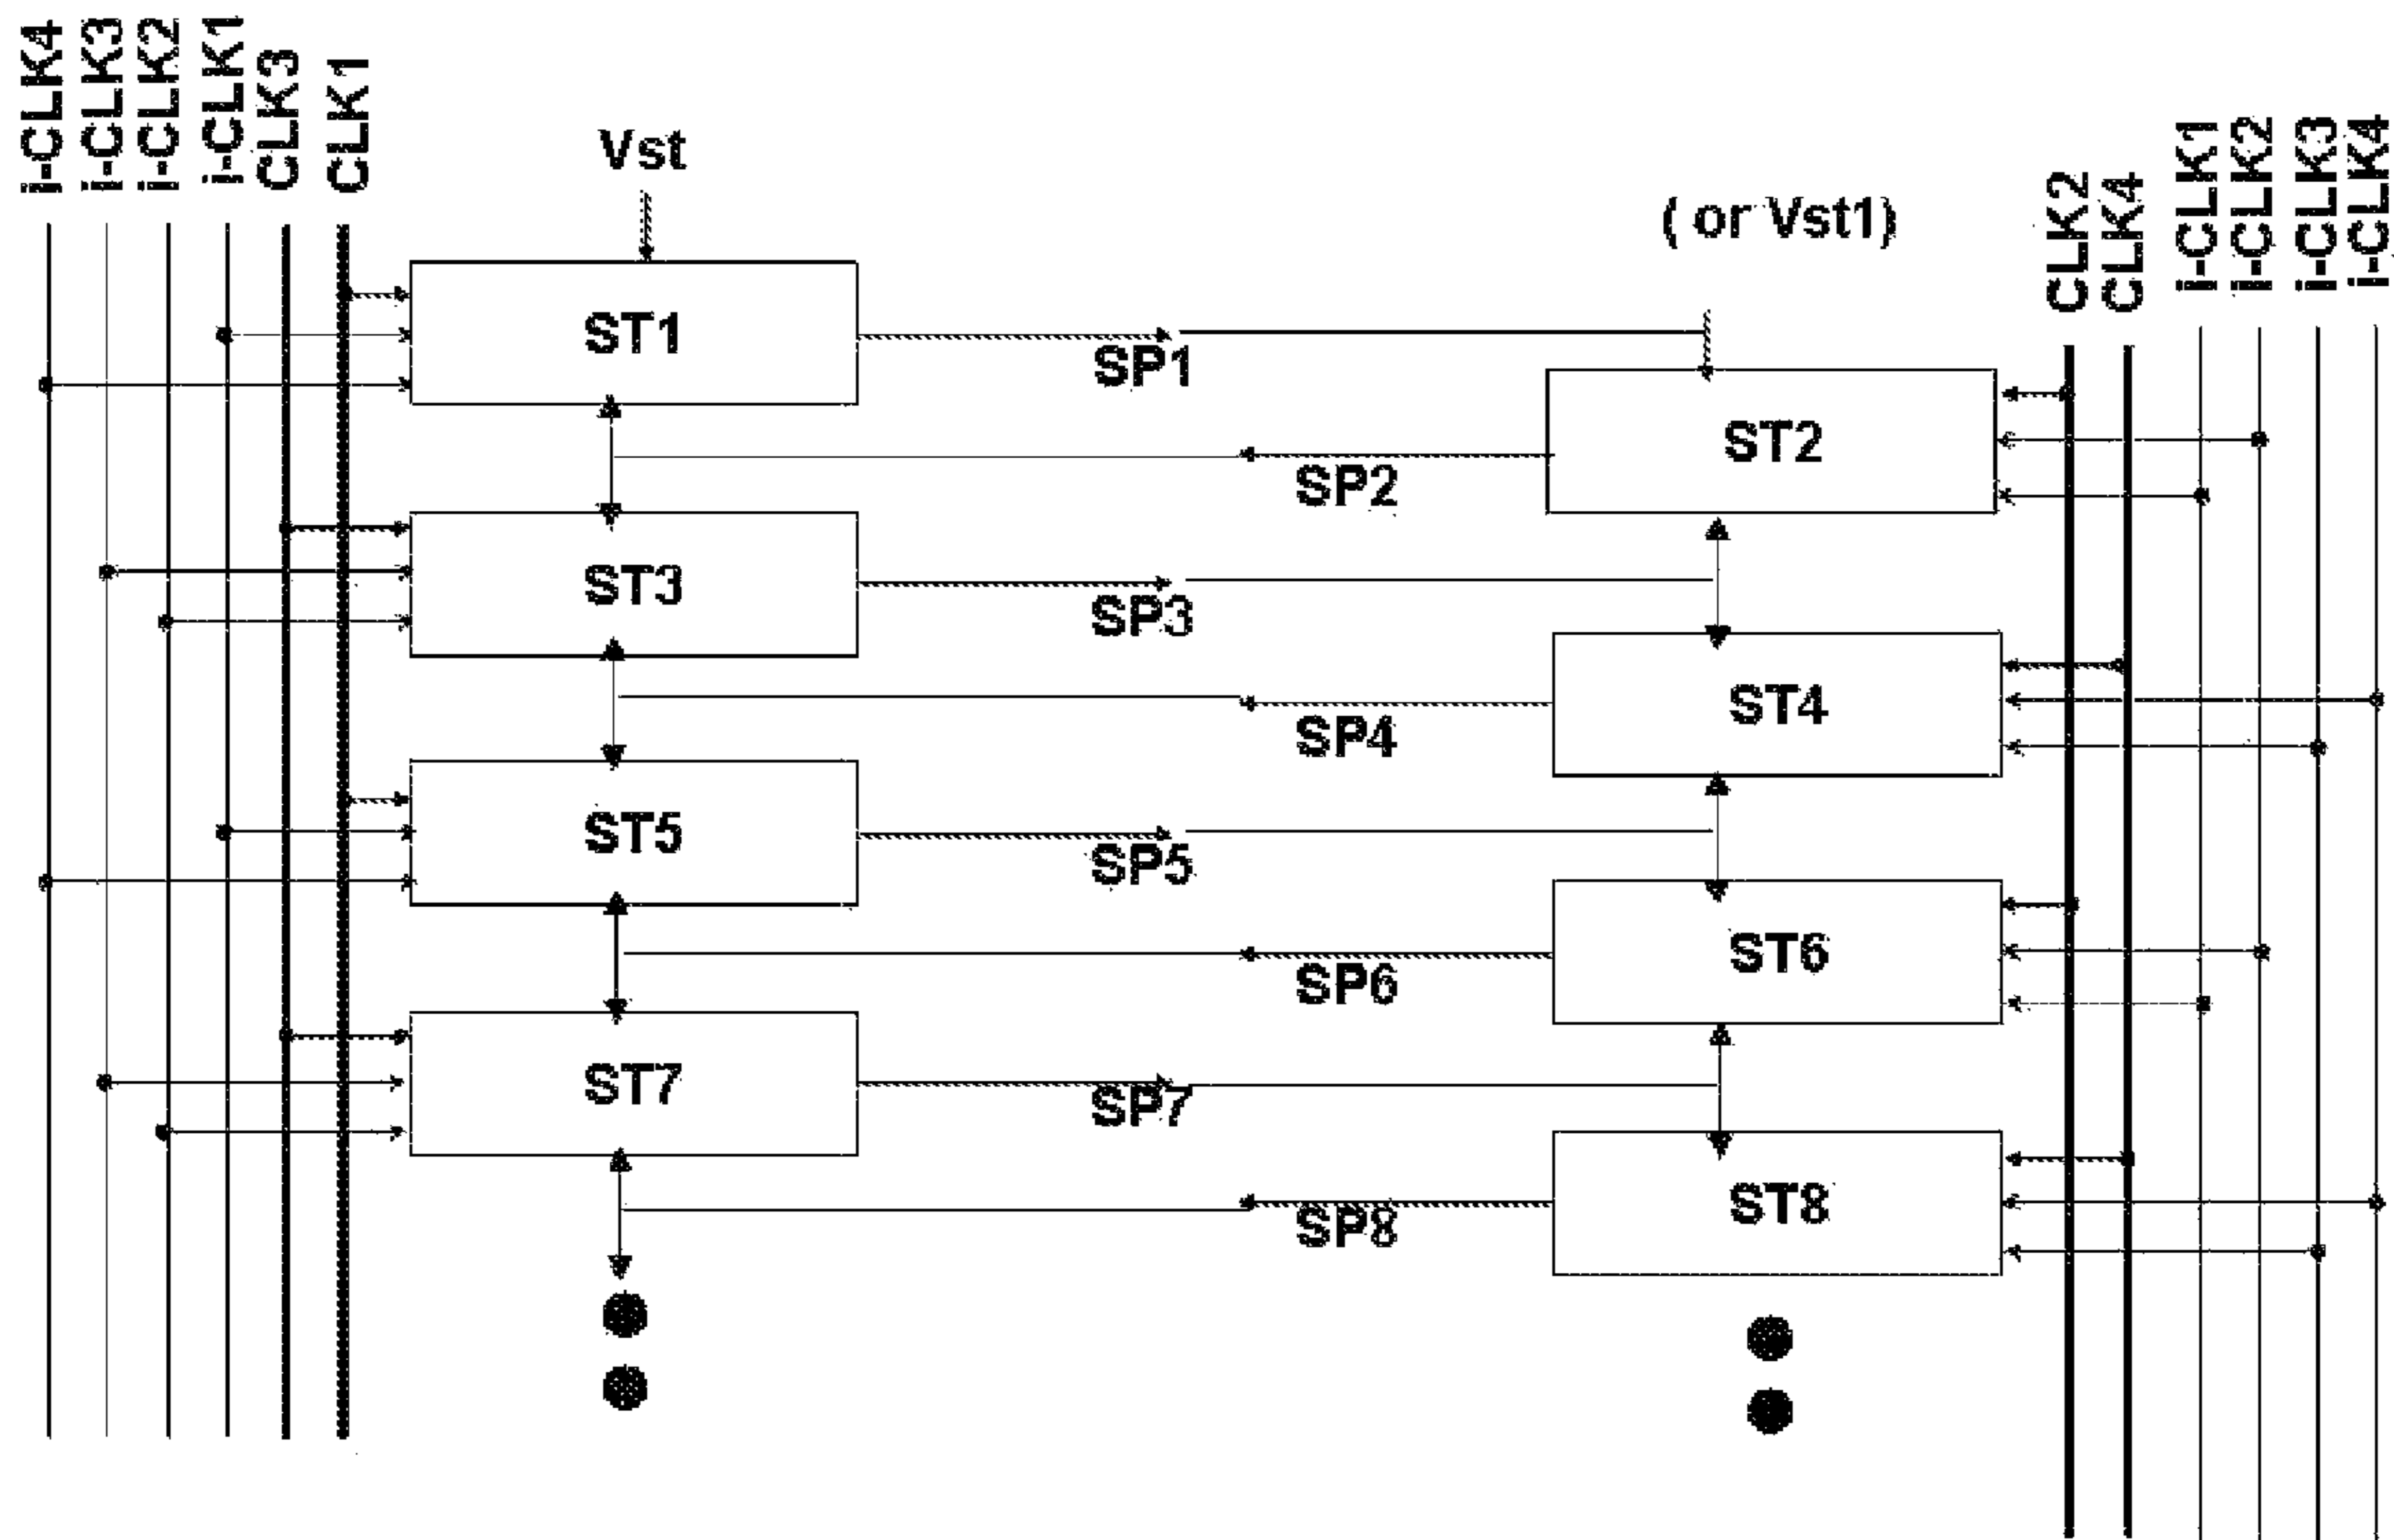 i-CLK4
i-CLK3
i-CLK2
i-CLK1
CLK3
CLK1
Vst
( or Vst1)
CLK2
CLK4
i-CLK1
i-CLK2
i-CLK3
i-CLK4
ST1
SP1
ST2
SP2
ST3
SP3
ST4
SP4
ST5
SP5
ST6
SP6
ST7
SP7
ST8
SP8